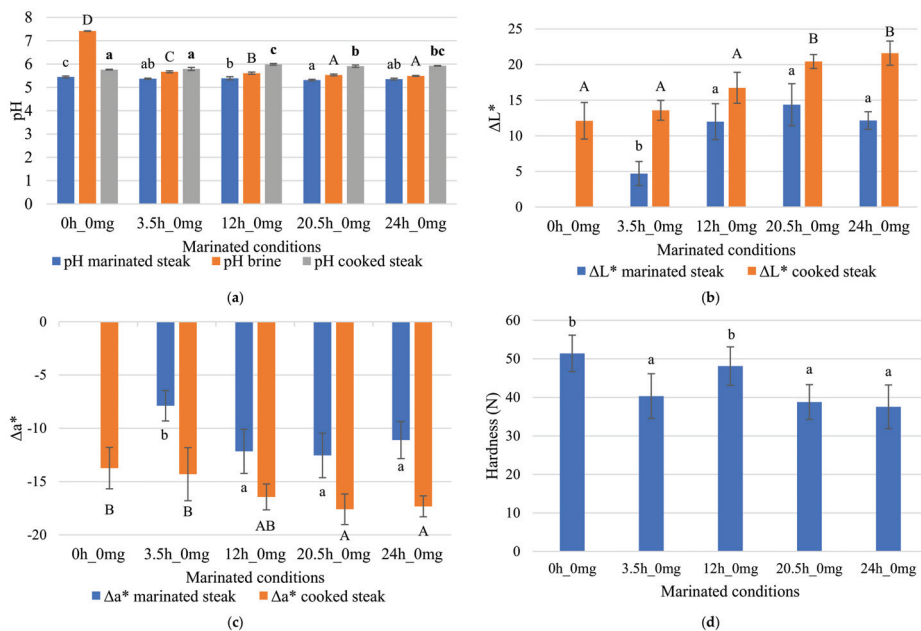 8
7
6
5
4
3
2
1
0
pH
D
c
a
ab
C
a
b
B
c
a
A
b
ab
A
bc
0h_0mg 3.5h_0mg 12h_0mg 20.5h_0mg 24h_0mg
Marinated conditions
pH marinated steak pH brine pH cooked steak
(a)
25
20
15
10
5
0
ΔL*
A
b
A
a
A
a
B
a
B
0h_0mg 3.5h_0mg 12h_0mg 20.5h_0mg 24h_0mg
Marinated conditions
ΔL* marinated steak ΔL* cooked steak
(b)
0
-5
-10
-15
-20
Δa*
B
b
B
a
AB
a
A
a
A
0h_0mg 3.5h_0mg 12h_0mg 20.5h_0mg 24h_0mg
Marinated conditions
Δa* marinated steak Δa* cooked steak
(c)
60
50
40
30
20
10
0
Hardness (N)
b
a
b
a
a
0h_0mg 3.5h_0mg 12h_0mg 20.5h_0mg 24h_0mg
Marinated conditions
(d)